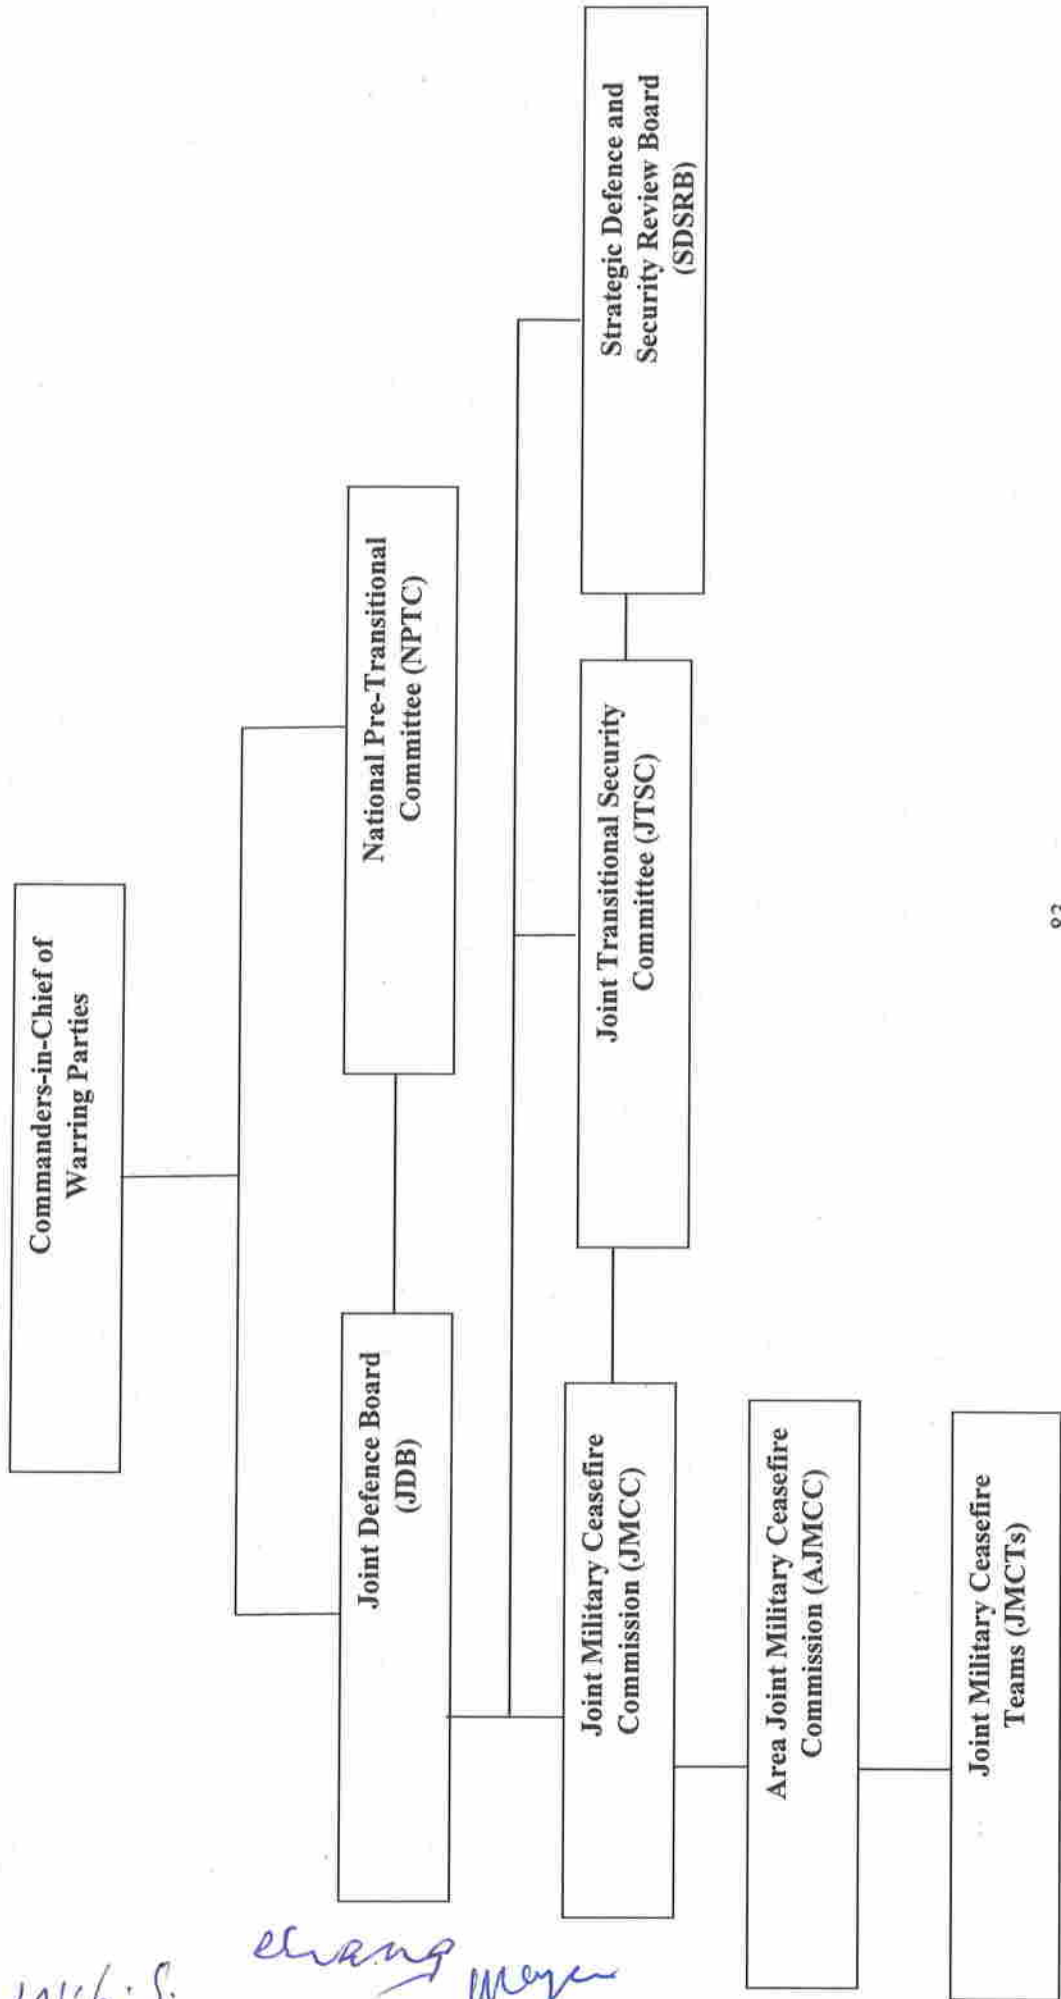 Commanders-in-Chief of
Warring Parties
Joint Defence Board
(JDB)
National Pre-Transitional
Committee (NPTC)
Joint Military Ceasefire
Commission (JMCC)
Joint Transitional Security
Committee (JTSC)
Strategic Defence and
Security Review Board
(SDSRB)
Area Joint Military Ceasefire
Commission (AJMCC)
Joint Military Ceasefire
Teams (JMCTs)
83